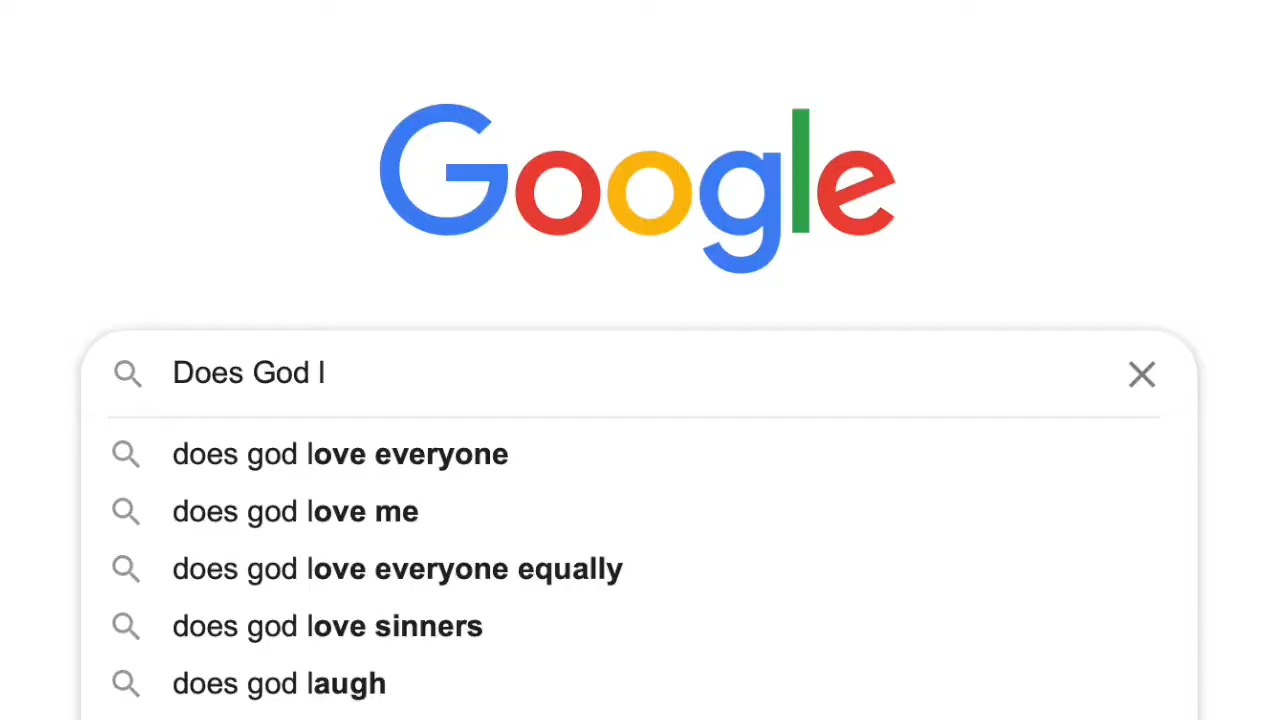 Google
Does God l
does god love everyone
does god love me
does god love everyone equally
does god love sinners
does god laugh